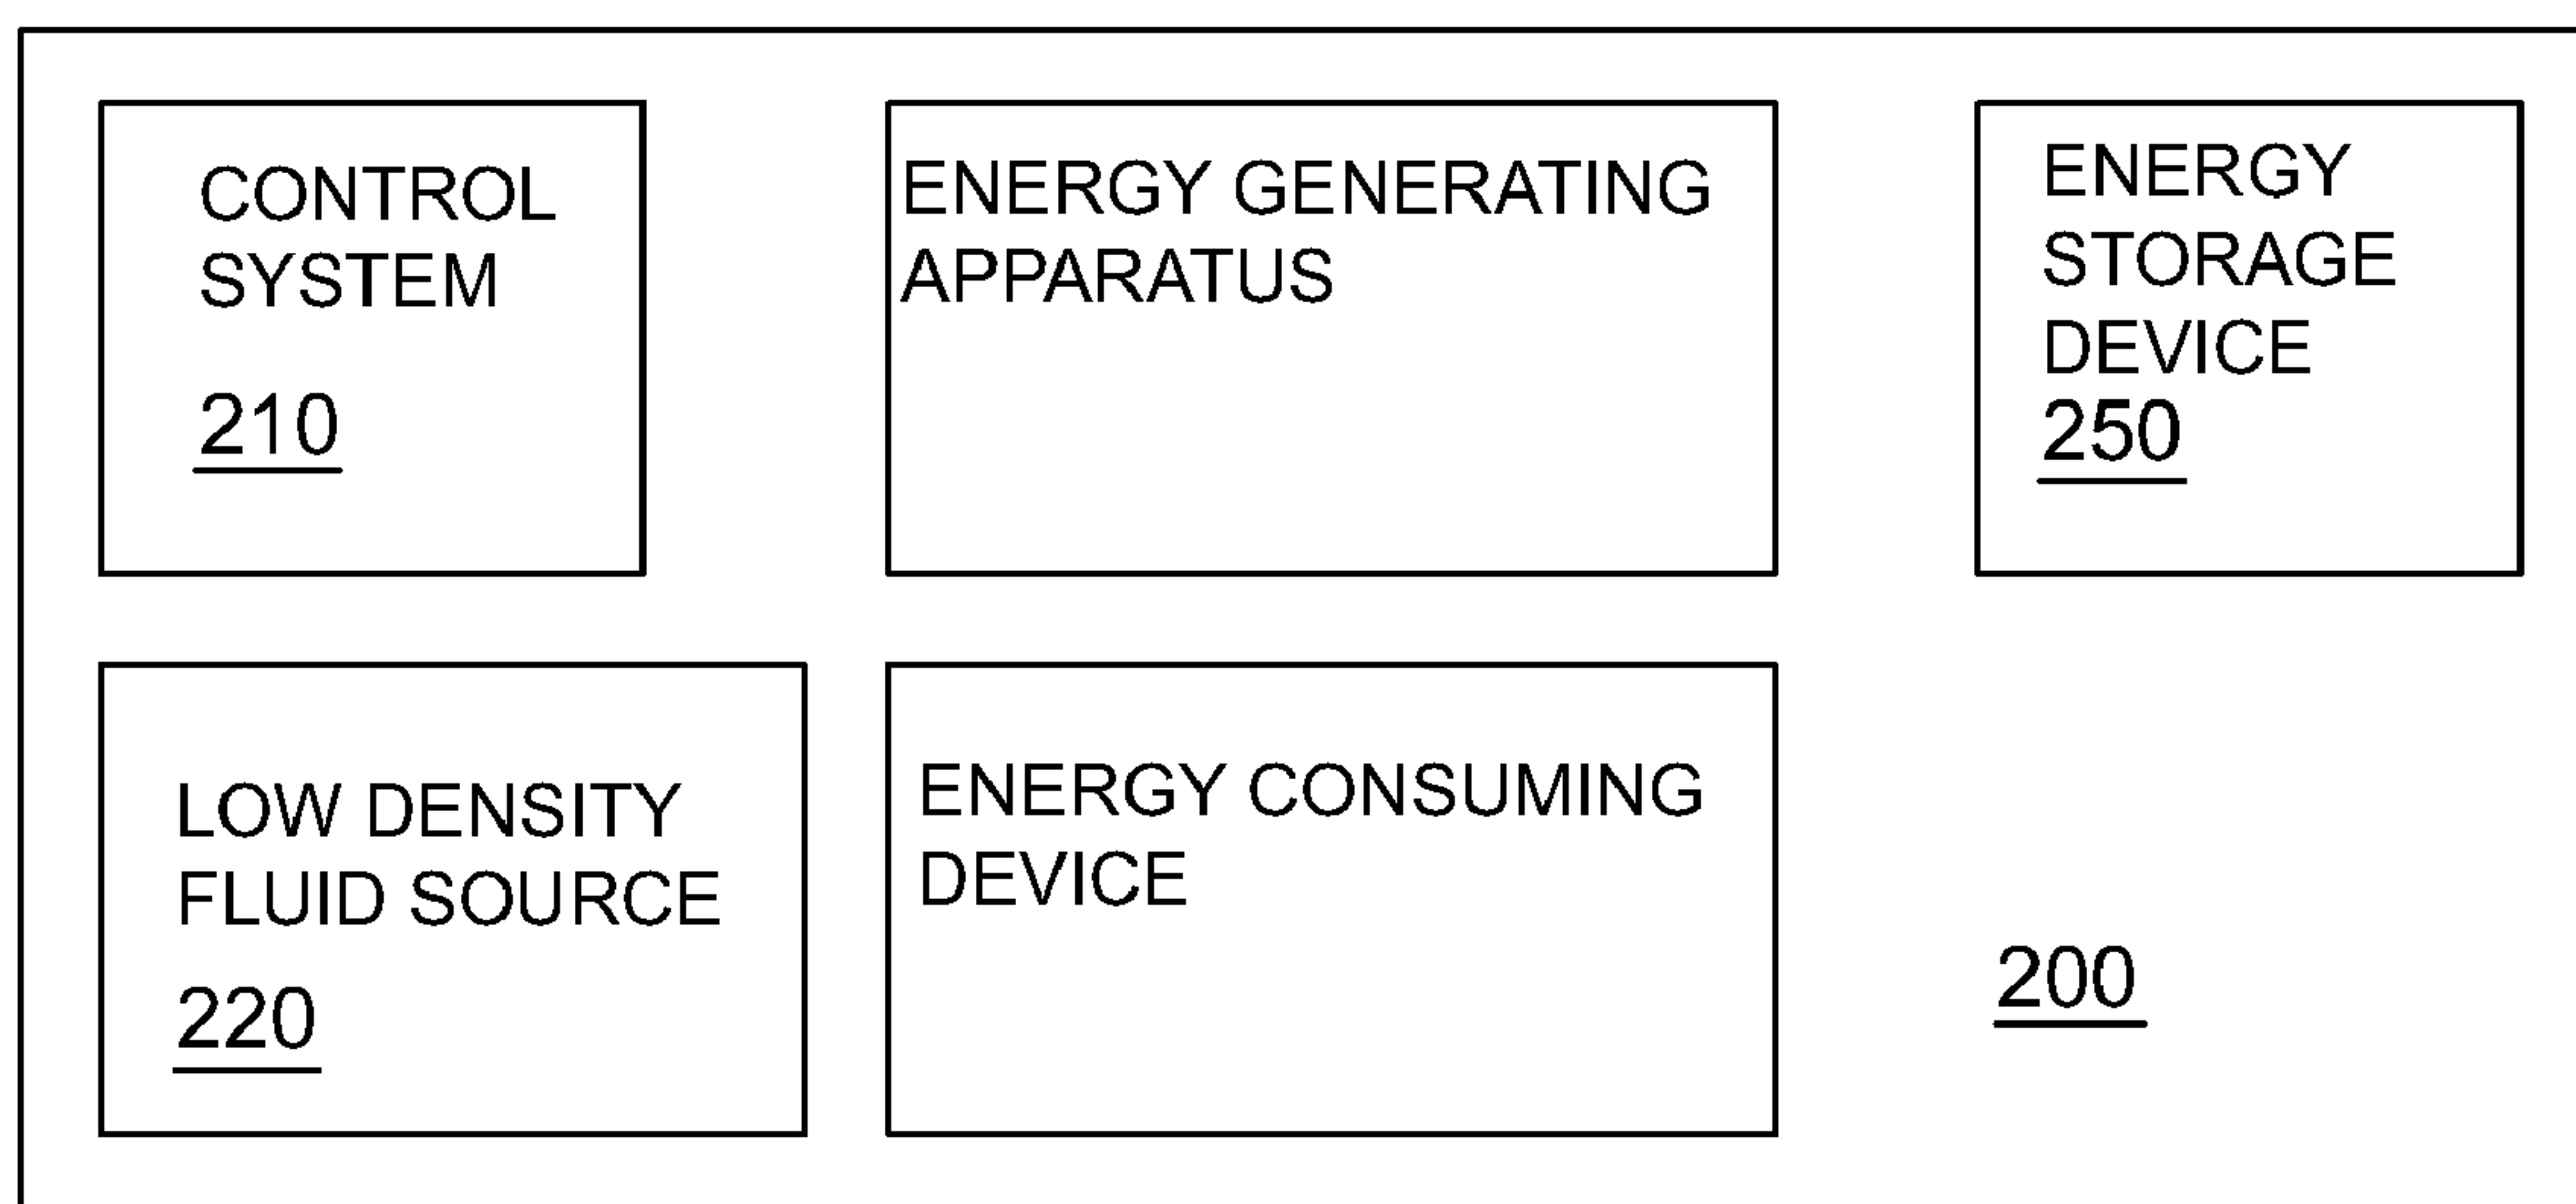 CONTROL
SYSTEM
210
ENERGY GENERATING
APPARATUS
ENERGY
STORAGE
DEVICE
250
LOW DENSITY
FLUID SOURCE
220
ENERGY CONSUMING
DEVICE
200